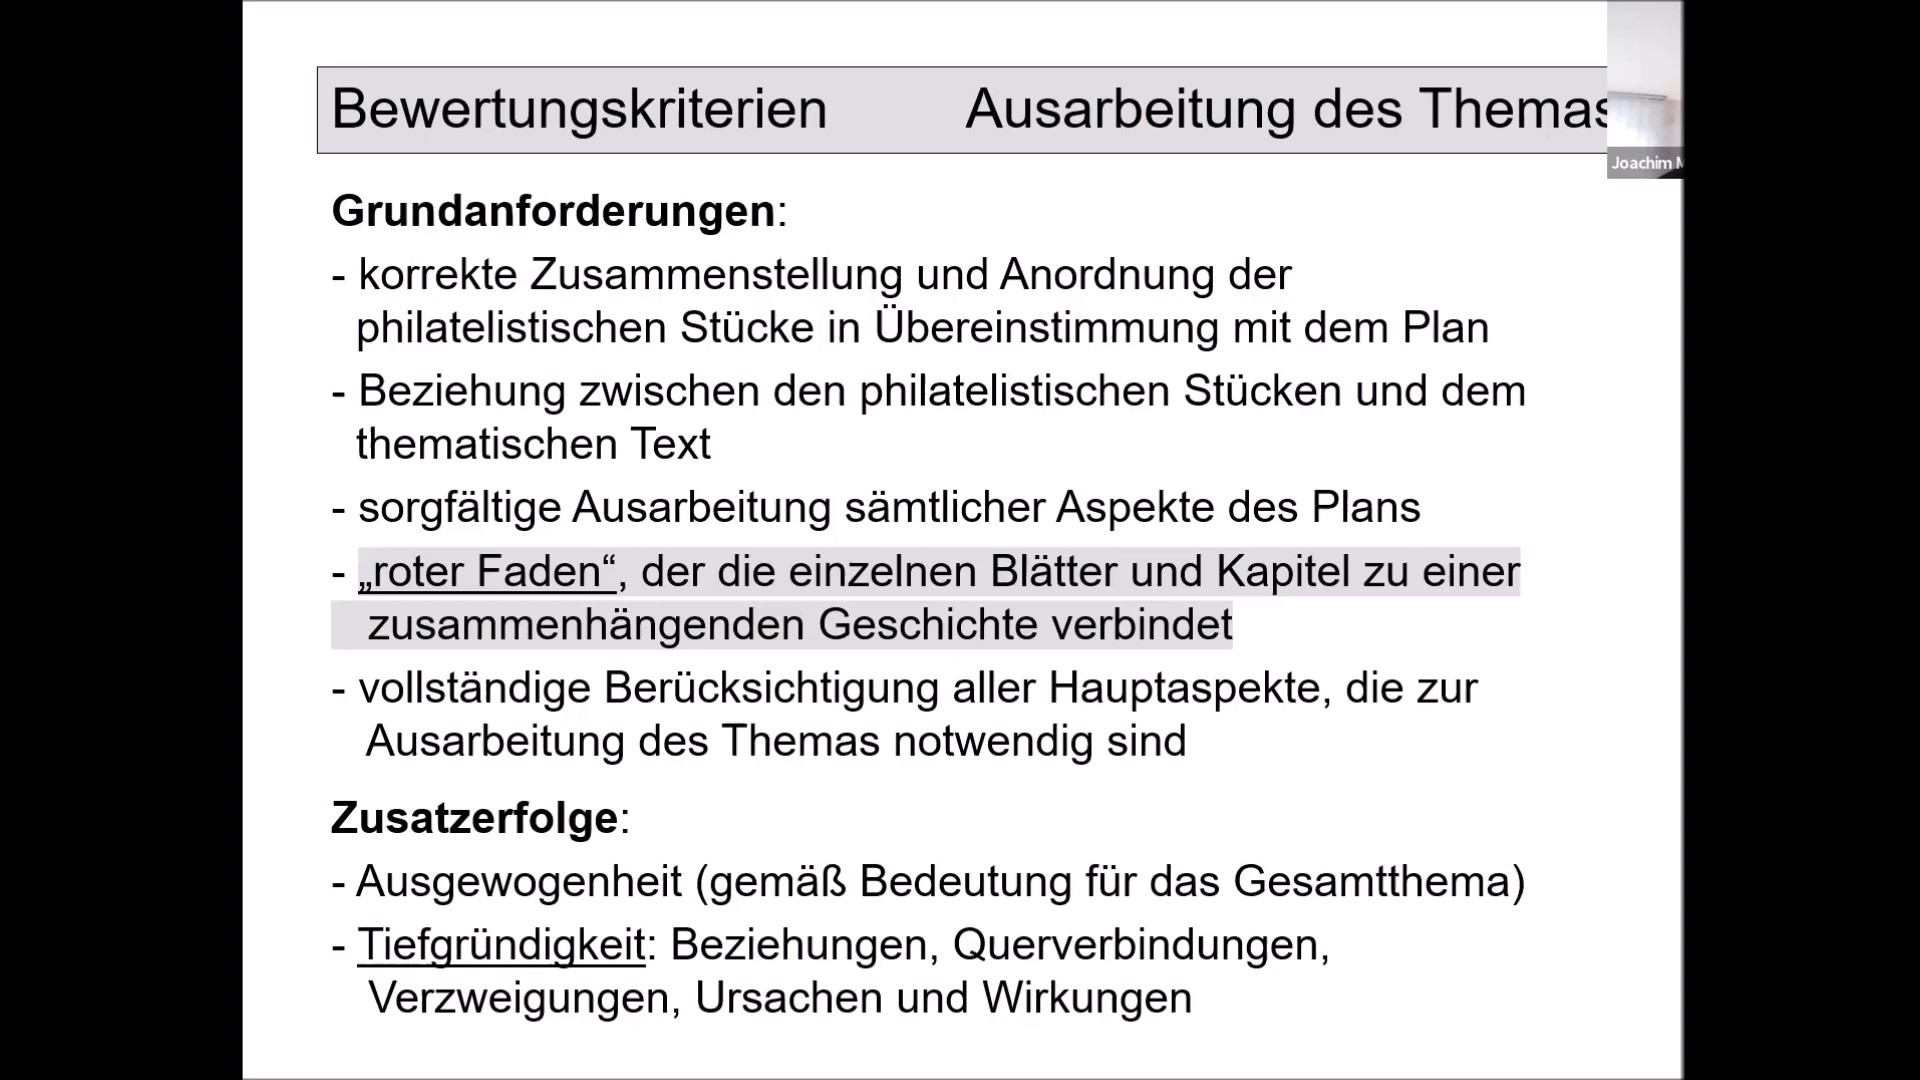 Bewertungskriterien Ausarbeitung des Themas
Joachim M
Grundanforderungen:
- korrekte Zusammenstellung und Anordnung der
philatelistischen Stücke in Übereinstimmung mit dem Plan
- Beziehung zwischen den philatelistischen Stücken und dem
thematischen Text
- sorgfältige Ausarbeitung sämtlicher Aspekte des Plans
- „roter Faden“, der die einzelnen Blätter und Kapitel zu einer
zusammenhängenden Geschichte verbindet
- vollständige Berücksichtigung aller Hauptaspekte, die zur
Ausarbeitung des Themas notwendig sind
Zusatzerfolge:
- Ausgewogenheit (gemäß Bedeutung für das Gesamtthema)
- Tiefgründigkeit: Beziehungen, Querverbindungen,
Verzweigungen, Ursachen und Wirkungen